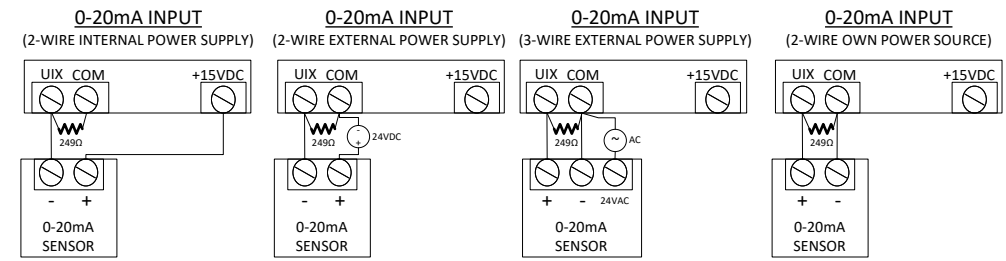 0-20mA INPUT
(2-WIRE INTERNAL POWER SUPPLY)
UIX COM +15VDC
249Ω
- +
0-20mA
SENSOR
0-20mA INPUT
(2-WIRE EXTERNAL POWER SUPPLY)
UIX COM +15VDC
-
249Ω
24VDC
+
- +
0-20mA
SENSOR
0-20mA INPUT
(3-WIRE EXTERNAL POWER SUPPLY)
UIX COM +15VDC
249Ω
~ AC
+ - 24VAC
0-20mA
SENSOR
0-20mA INPUT
(2-WIRE OWN POWER SOURCE)
UIX COM +15VDC
249Ω
+ -
0-20mA
SENSOR